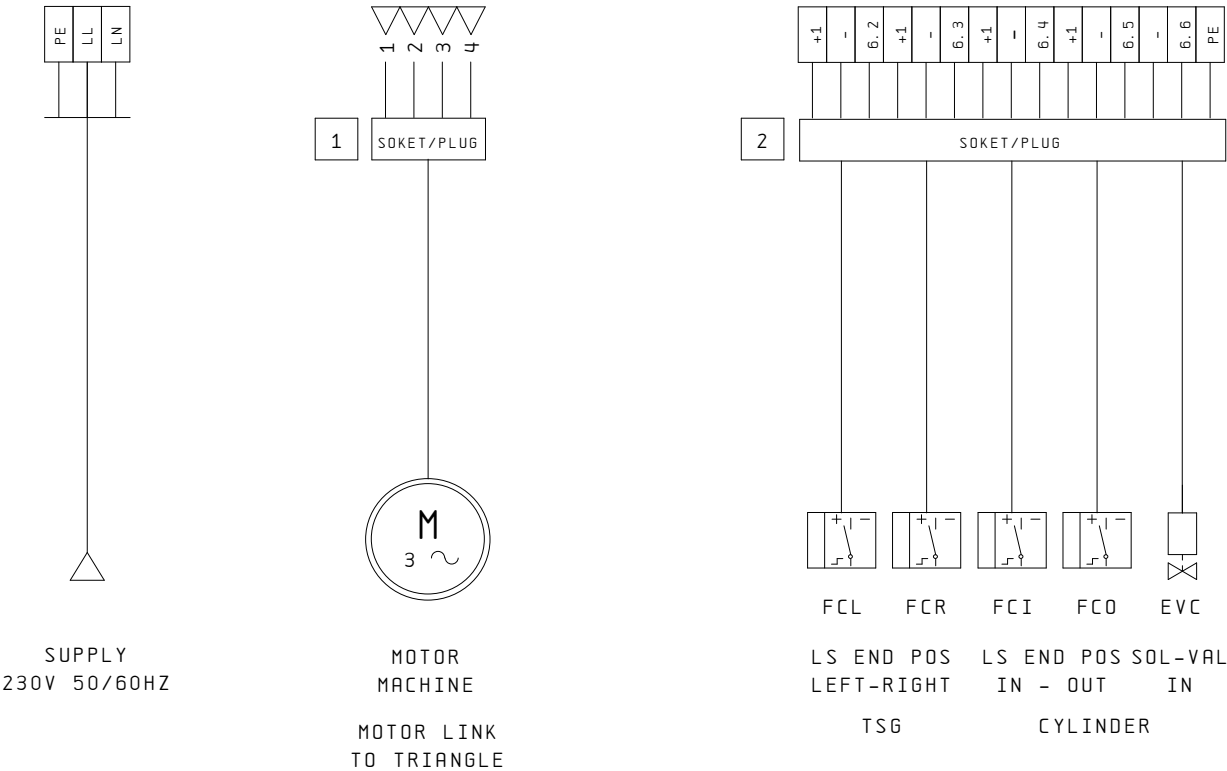 PE LL LN
1 2 3 4
+1 - 6.2 +1 - 6.3 +1 - 6.4 +1 - 6.5 - 6.6 PE
1 SOKET/PLUG
2 SOKET/PLUG
M
3
+ - + - + - + -
FCL FCR FCI FCO EVC
SUPPLY
230V 50/60HZ
MOTOR
MACHINE
MOTOR LINK
TO TRIANGLE
LS END POS
LEFT-RIGHT
TSG
LS END POS
IN - OUT
CYLINDER
SOL-VAL
IN